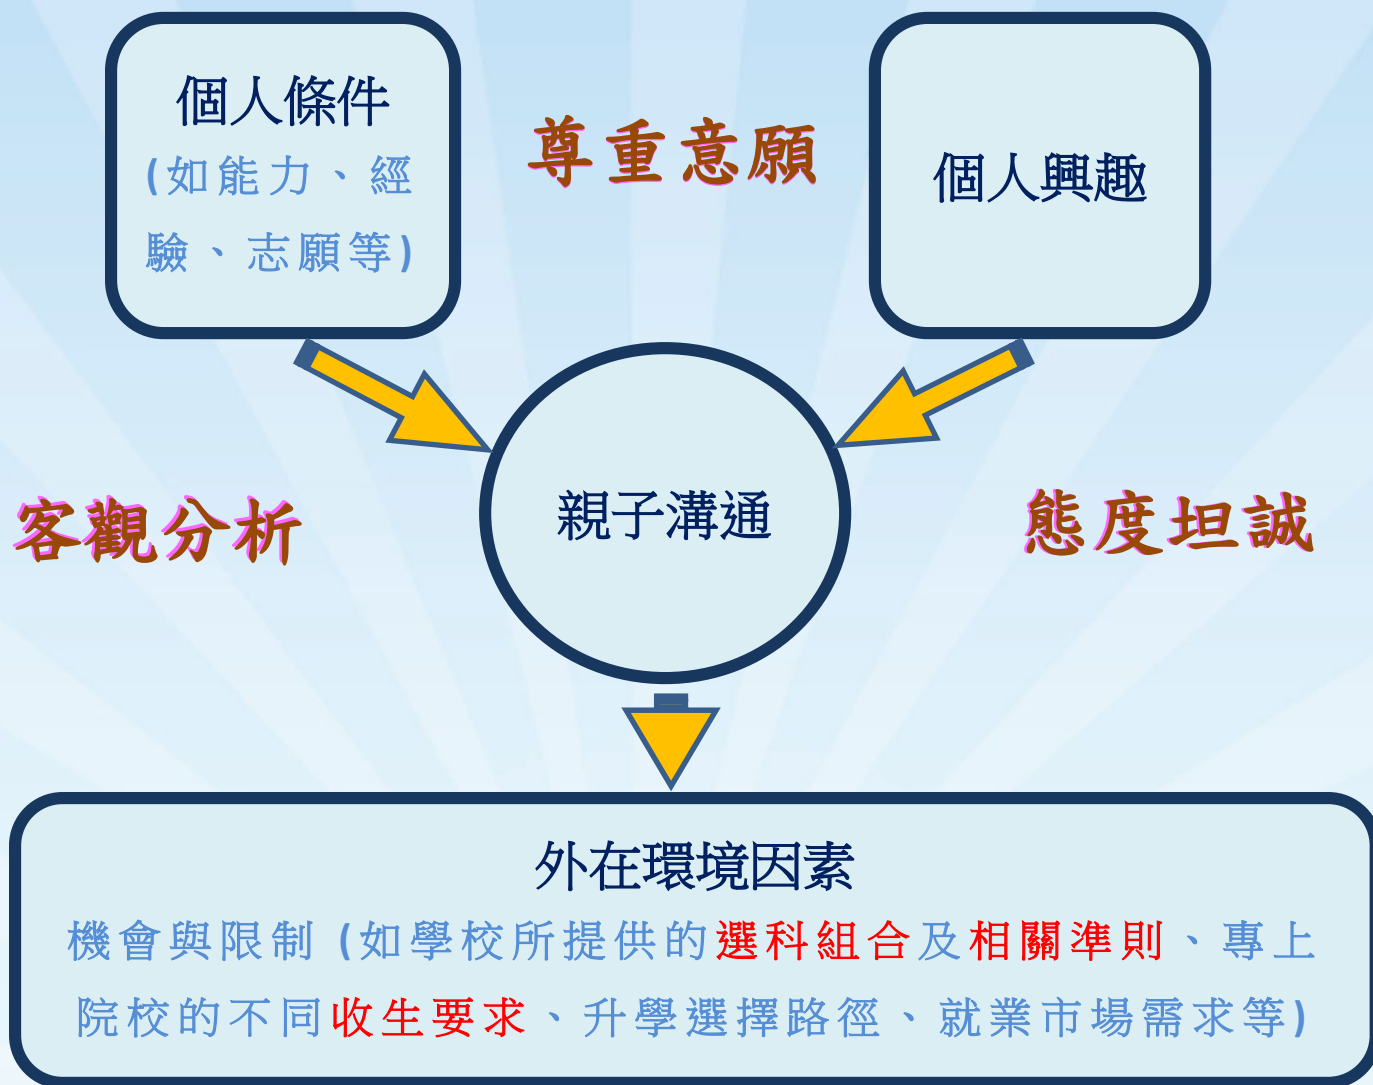 個人條件
(如能力、經
驗、志願等)
尊重意願
個人興趣
親子溝通
客觀分析
態度坦誠
外在環境因素
機會與限制 (如學校所提供的選科組合及相關準則、專上
院校的不同收生要求、升學選擇路徑、就業市場需求等)